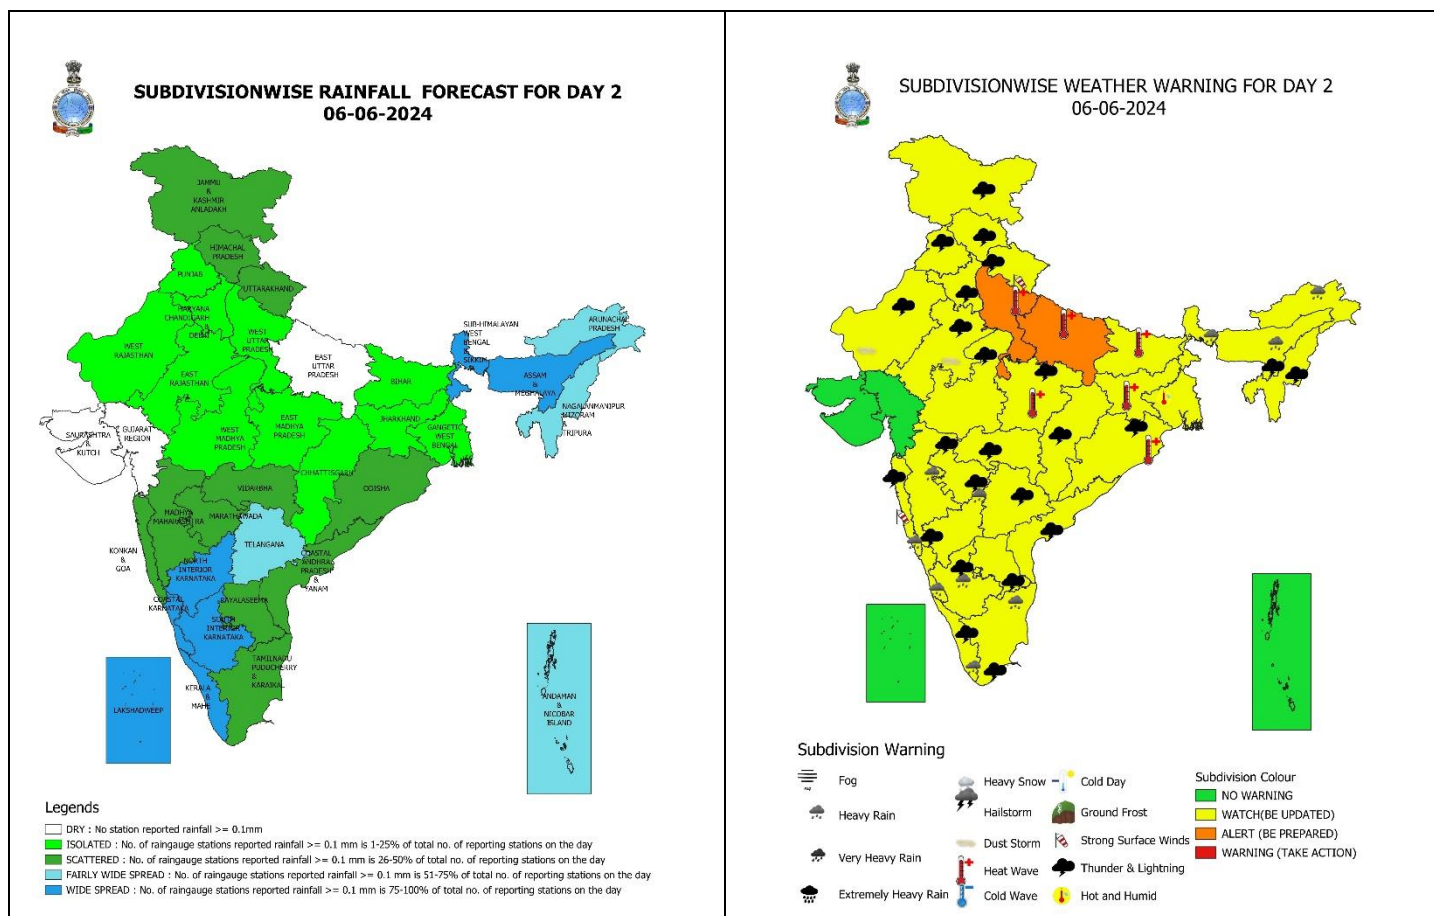 SUBDIVISIONWISE RAINFALL FORECAST FOR DAY 2
06-06-2024
JAMMU
&
KASHMIR
ANLADAKH
HIMACHAL
PRADESH
PUNJAB
UTTARAKHAND
HARYANA
CHANDIGARH &
DELHI
WEST
UTTAR
PRADESH
WEST
RAJASTHAN
EAST
UTTAR
PRADESH
EAST
RAJASTHAN
SUB-HIMALAYAN
WEST
BENGAL
&
SIKKIM
ARUNACHAL
PRADESH
ASSAM
&
MEGHALAYA
NAGALANMANIPUR
MIZORAM
&
TRIPURA
BIHAR
JHARKHAND
GANGETIC
WEST
BENGAL
SAURASHTRA
&
KUTCH
GUJARAT
REGION
WEST
MADHYA
PRADESH
EAST
MADHYA
PRADESH
CHHATTISGARH
VIDARBHA
ODISHA
MADHYA
MAHARASHTRA
MARATHAWADA
TELANGANA
KONKAN
&
GOA
NORTH
INTERIOR
KARNATAKA
COASTAL
ANDHRA
PRADESH
&
YANAM
COASTAL
KARNATAKA
RAYALASEEMA
SOUTH
INTERIOR
KARNATAKA
TAMILNADU
PUDUCHERRY
&
KARAIKAL
KERALA
&
MAHE
LAKSHADWEEP
ANDAMAN
&
NICOBAR
ISLAND
Legends
DRY : No station reported rainfall >= 0.1mm
ISOLATED : No. of raingauge stations reported rainfall >= 0.1 mm is 1-25% of total no. of reporting stations on the day
SCATTERED : No. of raingauge stations reported rainfall >= 0.1 mm is 26-50% of total no. of reporting stations on the day
FAIRLY WIDE SPREAD : No. of raingauge stations reported rainfall >= 0.1 mm is 51-75% of total no. of reporting stations on the day
WIDE SPREAD : No. of raingauge stations reported rainfall >= 0.1 mm is 75-100% of total no. of reporting stations on the day
SUBDIVISIONWISE WEATHER WARNING FOR DAY 2
06-06-2024
Subdivision Warning
Fog
Heavy Rain
Very Heavy Rain
Extremely Heavy Rain
Heavy Snow
Hailstorm
Dust Storm
Heat Wave
Cold Wave
Cold Day
Ground Frost
Strong Surface Winds
Thunder & Lightning
Hot and Humid
Subdivision Colour
NO WARNING
WATCH(BE UPDATED)
ALERT (BE PREPARED)
WARNING (TAKE ACTION)